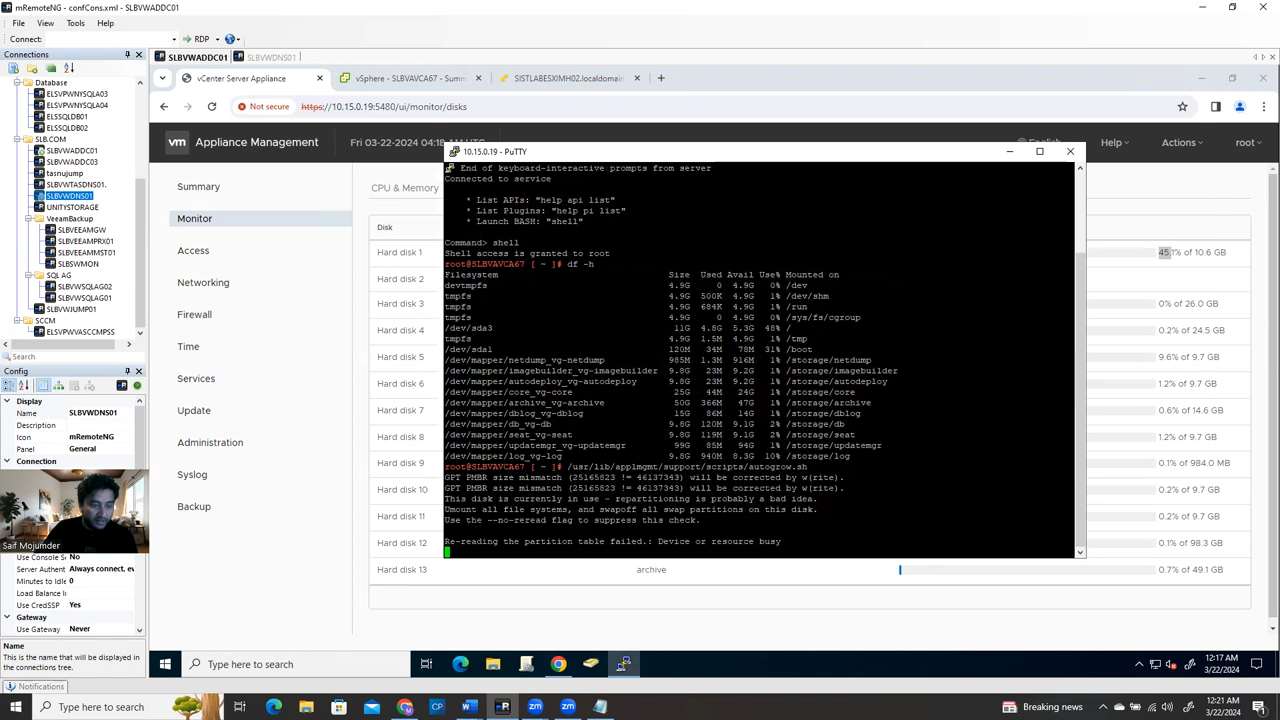 mRemoteNG - confCons.xml - SLBVWADDC01
File View Tools Help
Connect: RDP
Connections
Database
ELSVPWNYSQLA03
ELSVPWNYSQLA04
ELSSQLDB01
ELSSQLDB02
SLB.COM
SLBVWADDC01
SLBVWADDC03
tasnujump
SLBVWTASDNS01.
SLBVWDNS01
UNITYSTORAGE
VeeamBackup
SLBVEEAMGW
SLBVEEAMPRX01
SLBVEEAMMST01
SLBSWMON
SQL AG
SLBVWSQLAG02
SLBVWSQLAG01
SLBVWJUMP01
SCCM
ELSVPWVASCCMPSS
Search
Config
Display
Name SLBVWDNS01
Description
Icon mRemoteNG
Panel General
Connection
Saif Mojumder
Use Console S No
Server Authent Always connect, ev
Minutes to Idle 0
Load Balance In
Use CredSSP Yes
Gateway
Use Gateway Never
Name
This is the name that will be displayed in
the connections tree.
Notifications
SLBVWADDC01 SLBVWDNS01
vCenter Server Appliance
vSphere - SLBVAVCA67 - Summ
SISTLABESXIMH02.localdomain
Not secure https://10.15.0.19:5480/ui/monitor/disks
vm Appliance Management Fri 03-22-2024 04:18 AM UTC English Help Actions root
Summary
Monitor
Access
Networking
Firewall
Time
Services
Update
Administration
Syslog
Backup
CPU & Memory
Disk
Hard disk 1 45.1% of 10.6 GB
Hard disk 2
Hard disk 3 0% of 26.0 GB
Hard disk 4 0.2% of 24.5 GB
Hard disk 5 0.6% of 14.6 GB
Hard disk 6 1.2% of 9.7 GB
Hard disk 7 0.6% of 14.6 GB
Hard disk 8 1.2% of 9.7 GB
Hard disk 9 0.1% of 984.0 MB
Hard disk 10 0.2% of 9.7 GB
Hard disk 11 0.2% of 9.7 GB
Hard disk 12 0.1% of 98.3 GB
Hard disk 13 archive 0.7% of 49.1 GB
10.15.0.19 - PuTTY
End of keyboard-interactive prompts from server
Connected to service
* List APIs: "help api list"
* List Plugins: "help pi list"
* Launch BASH: "shell"
Command> shell
Shell access is granted to root
root@SLBVAVCA67 [ ~ ]# df -h
Filesystem Size Used Avail Use% Mounted on
devtmpfs 4.9G 0 4.9G 0% /dev
tmpfs 4.9G 500K 4.9G 1% /dev/shm
tmpfs 4.9G 684K 4.9G 1% /run
tmpfs 4.9G 0 4.9G 0% /sys/fs/cgroup
/dev/sda3 11G 4.8G 5.3G 48% /
tmpfs 4.9G 1.5M 4.9G 1% /tmp
/dev/sda1 120M 34M 78M 31% /boot
/dev/mapper/netdump_vg-netdump 985M 1.3M 916M 1% /storage/netdump
/dev/mapper/imagebuilder_vg-imagebuilder 9.8G 23M 9.2G 1% /storage/imagebuilder
/dev/mapper/autodeploy_vg-autodeploy 9.8G 23M 9.2G 1% /storage/autodeploy
/dev/mapper/core_vg-core 25G 44M 24G 1% /storage/core
/dev/mapper/archive_vg-archive 50G 366M 47G 1% /storage/archive
/dev/mapper/dblog_vg-dblog 15G 86M 14G 1% /storage/dblog
/dev/mapper/db_vg-db 9.8G 120M 9.1G 2% /storage/db
/dev/mapper/seat_vg-seat 9.8G 119M 9.1G 2% /storage/seat
/dev/mapper/updatemgr_vg-updatemgr 99G 85M 94G 1% /storage/updatemgr
/dev/mapper/log_vg-log 9.8G 940M 8.3G 10% /storage/log
root@SLBVAVCA67 [ ~ ]# /usr/lib/applmgmt/support/scripts/autogrow.sh
GPT PMBR size mismatch (25165823 != 46137343) will be corrected by w(rite).
GPT PMBR size mismatch (25165823 != 46137343) will be corrected by w(rite).
This disk is currently in use - repartitioning is probably a bad idea.
Umount all file systems, and swapoff all swap partitions on this disk.
Use the --no-reread flag to suppress this check.
Re-reading the partition table failed.: Device or resource busy
Type here to search
12:17 AM
3/22/2024
Type here to search
Breaking news
12:21 AM
3/22/2024